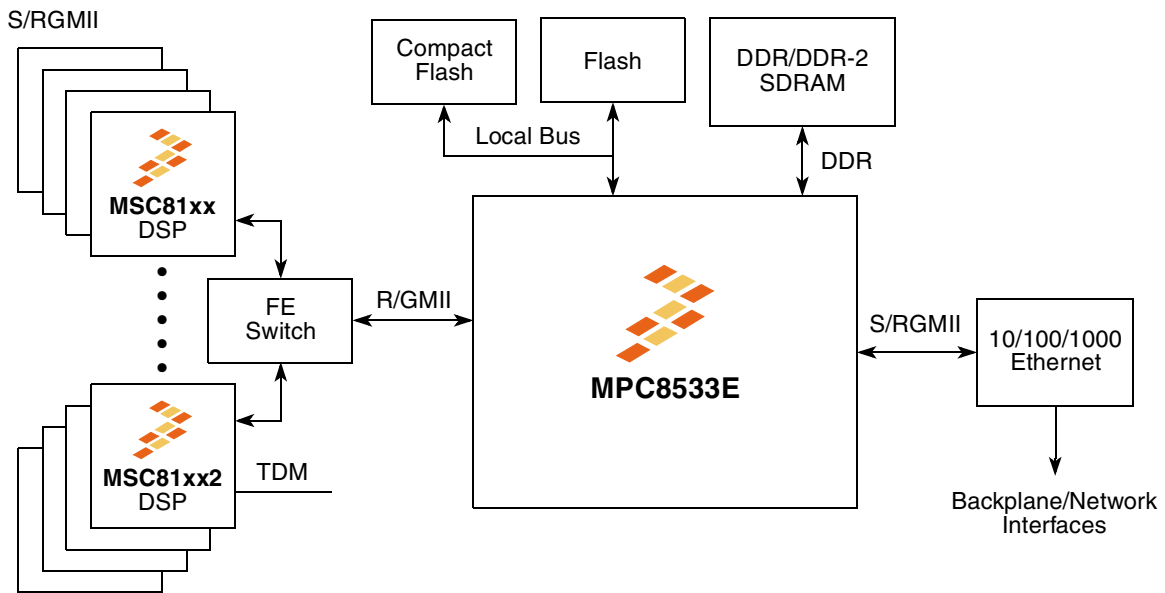 S/RGMII
Compact
Flash
Flash
DDR/DDR-2
SDRAM
Local Bus
DDR
MSC81xx
DSP
FE
Switch
R/GMII
MPC8533E
S/RGMII
10/100/1000
Ethernet
MSC81xx2
DSP
TDM
Backplane/Network
Interfaces